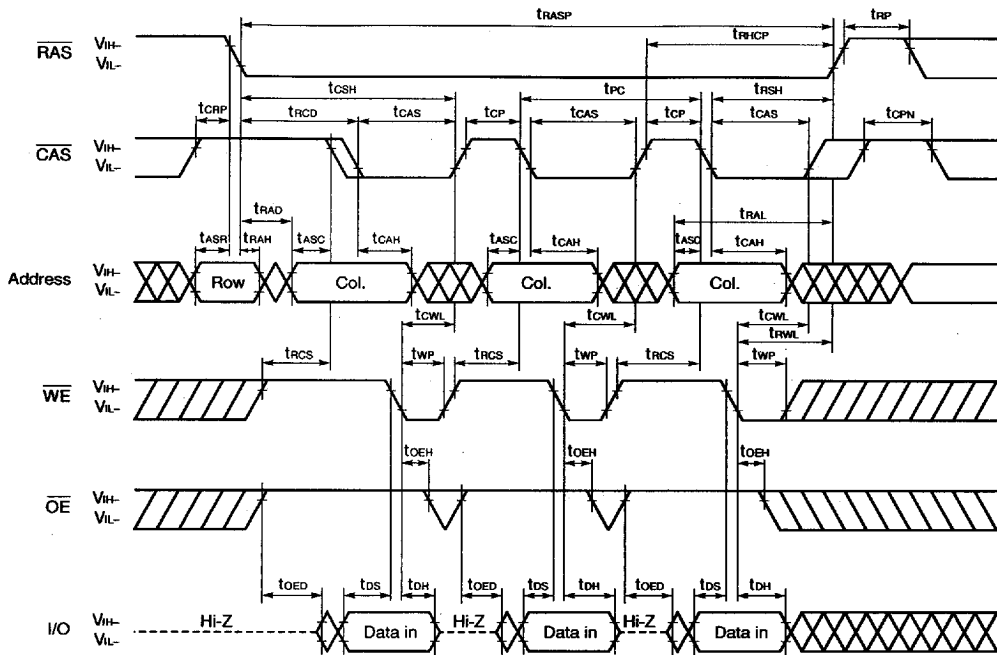 tRASP tRP
tRHCP
RAS VIH–
VIL–
tCSH tPC tRSH
tCRP tRCD tCAS tCP tCAS tCP tCAS tCPN
CAS VIH–
VIL–
tRAD tRAL
tASR tRAH tASC tCAH tASC tCAH tASC tCAH
Address VIH–
VIL–
Row Col. Col. Col.
tCWL tCWL tCWL
tRWL
tRCS tWP tRCS tWP tRCS tWP
WE VIH–
VIL–
tOEH tOEH tOEH
OE VIH–
VIL–
tOED tDS tDH tOED tDS tDH tOED tDS tDH
I/O VIH–
VIL–
Hi-Z Data in Hi-Z Data in Hi-Z Data in